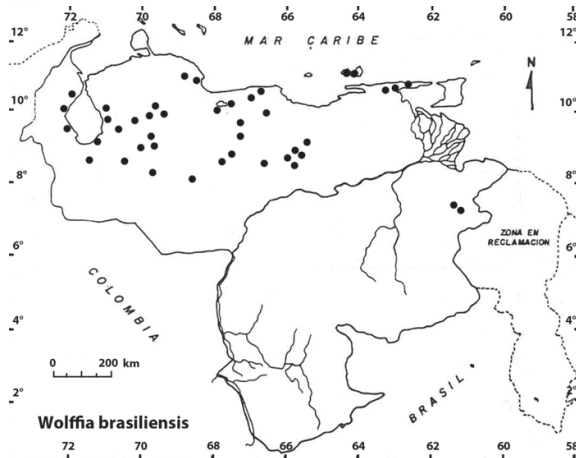 72 70 68 66 64 62 60 58
12° 12°
MAR CARIBE
N
10° 10°
8° 8°
ZONA EN
RECLAMACION
6° 6°
COLOMBIA
4° 4°
0 200 km
BRASIL
2° 2°
Wolffia brasiliensis
72 70 68 66 64 62 60 58